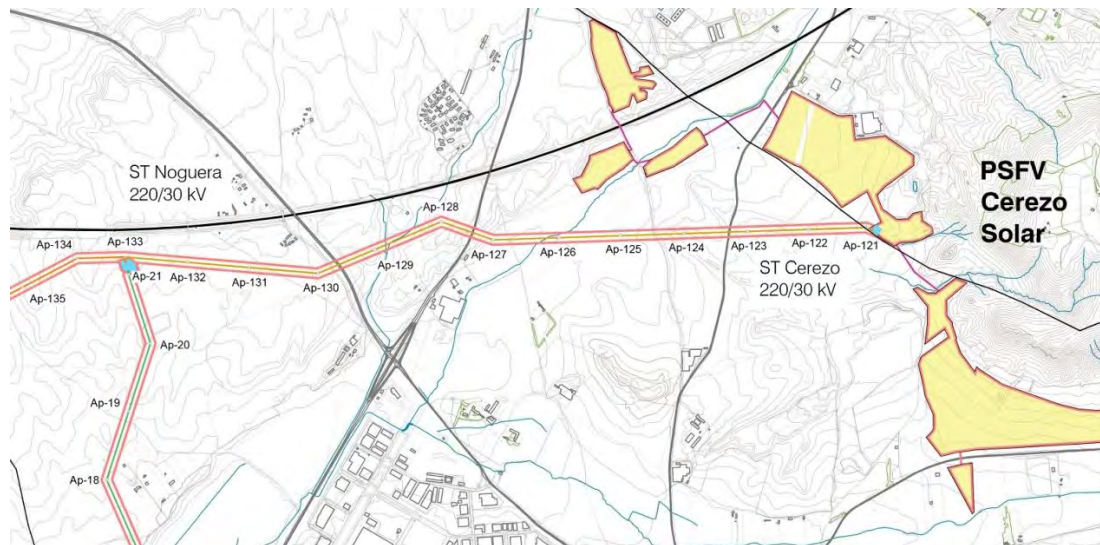 ST Noguera
220/30 kV
PSFV
Cerezo
Solar
Ap-128
Ap-134
Ap-133
Ap-127
Ap-126
Ap-125
Ap-124
Ap-123
Ap-122
Ap-121
Ap-129
ST Cerezo
220/30 kV
Ap-21
Ap-132
Ap-131
Ap-130
Ap-135
Ap-20
Ap-19
Ap-18